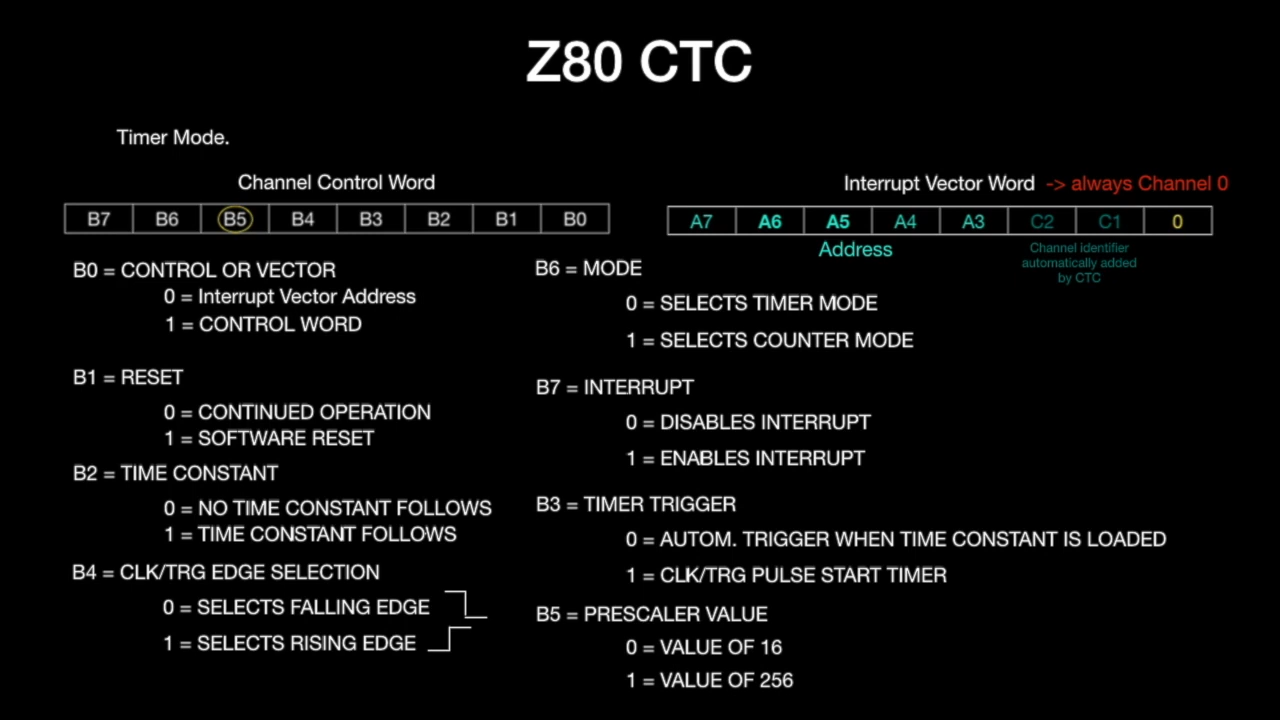 Z80 CTC
Timer Mode.
Channel Control Word
B7 B6 B5 B4 B3 B2 B1 B0
Interrupt Vector Word -> always Channel 0
A7 A6 A5 A4 A3 C2 C1 0
Address
Channel identifier
automatically added
by CTC
B0 = CONTROL OR VECTOR
0 = Interrupt Vector Address
1 = CONTROL WORD
B1 = RESET
0 = CONTINUED OPERATION
1 = SOFTWARE RESET
B2 = TIME CONSTANT
0 = NO TIME CONSTANT FOLLOWS
1 = TIME CONSTANT FOLLOWS
B4 = CLK/TRG EDGE SELECTION
0 = SELECTS FALLING EDGE
1 = SELECTS RISING EDGE
B6 = MODE
0 = SELECTS TIMER MODE
1 = SELECTS COUNTER MODE
B7 = INTERRUPT
0 = DISABLES INTERRUPT
1 = ENABLES INTERRUPT
B3 = TIMER TRIGGER
0 = AUTOM. TRIGGER WHEN TIME CONSTANT IS LOADED
1 = CLK/TRG PULSE START TIMER
B5 = PRESCALER VALUE
0 = VALUE OF 16
1 = VALUE OF 256